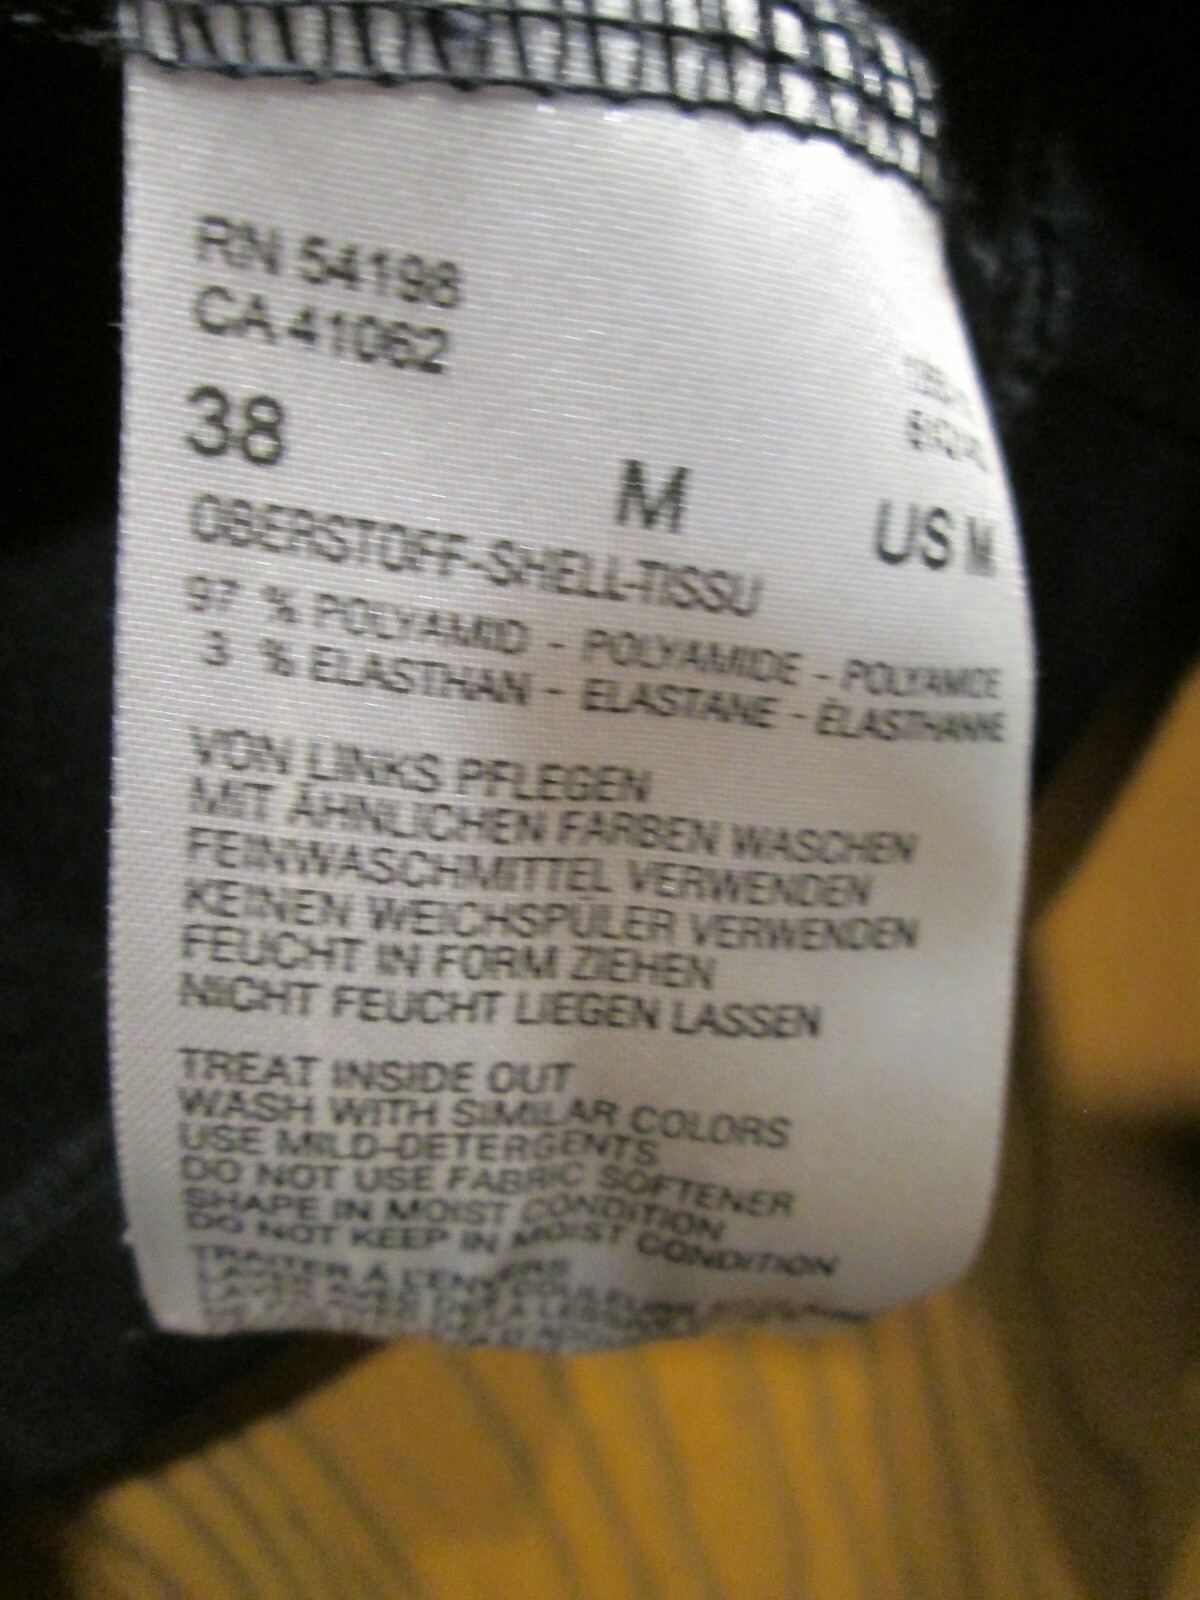 RN 54198
CA 41062
38 M US M
OBERSTOFF-SHELL-TISSU
97 % POLYAMID - POLYAMIDE - POLYAMIDE
3 % ELASTHAN - ELASTANE - ÉLASTHANNE
VON LINKS PFLEGEN
MIT ÄHNLICHEN FARBEN WASCHEN
FEINWASCHMITTEL VERWENDEN
KEINEN WEICHSPÜLER VERWENDEN
FEUCHT IN FORM ZIEHEN
NICHT FEUCHT LIEGEN LASSEN
TREAT INSIDE OUT
WASH WITH SIMILAR COLORS
USE MILD-DETERGENTS
DO NOT USE FABRIC SOFTENER
SHAPE IN MOIST CONDITION
DO NOT KEEP IN MOIST CONDITION
TRAITER À L'ENVERS